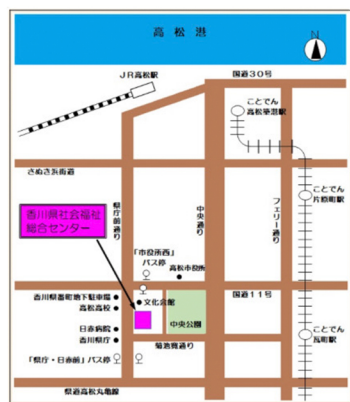 高松港
JR高松駅
国道30号
ことでん
高松築港駅
さぬき浜街道
ことでん
片原町駅
香川県社会福祉
総合センター
県庁前通り
中央通り
フェリー通り
「市役所西」
バス停
高松市役所
香川県番町地下駐車場
文化会館
国道11号
高松高校
中央公園
日赤病院
香川県庁
菊池寛通り
ことでん
瓦町駅
「県庁・日赤前」バス停
県道高松丸亀線